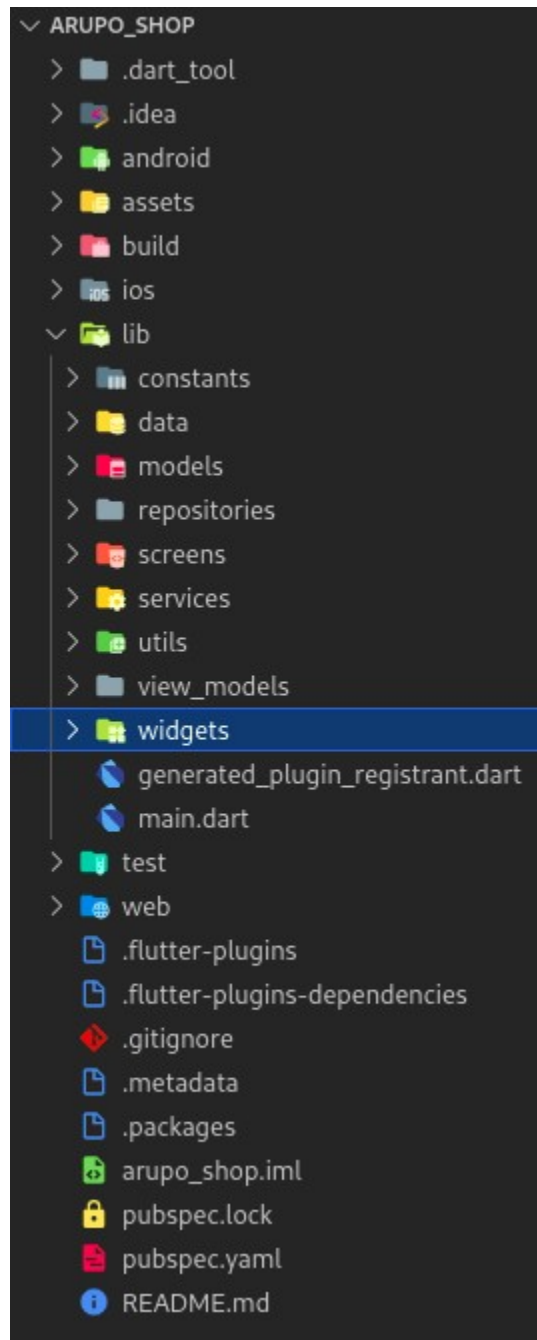 ARUPO_SHOP
.dart_tool
.idea
android
assets
build
iOS ios
lib
constants
data
models
repositories
screens
services
utils
view_models
widgets
generated_plugin_registrant.dart
main.dart
test
web
.flutter-plugins
.flutter-plugins-dependencies
.gitignore
.metadata
.packages
arupo_shop.iml
pubspec.lock
pubspec.yaml
README.md